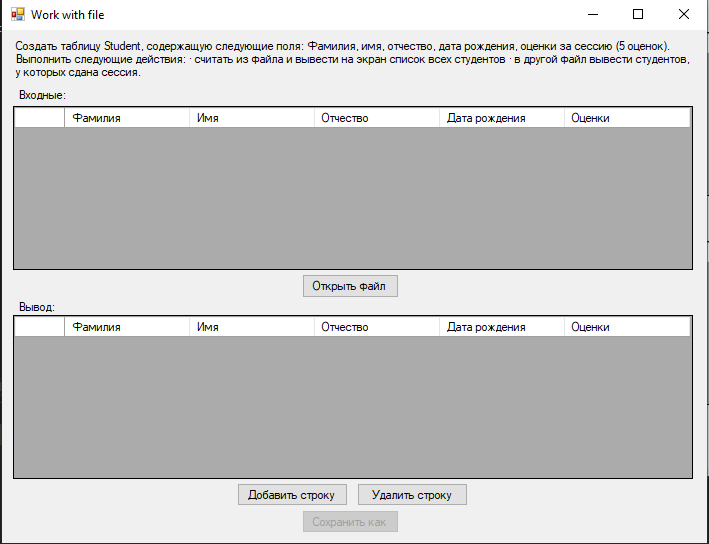 Work with file
Создать таблицу Student, содержащую следующие поля: Фамилия, имя, отчество, дата рождения, оценки за сессию (5 оценок).
Выполнить следующие действия: · считать из файла и вывести на экран список всех студентов · в другой файл вывести студентов,
у которых сдана сессия.
Входные:
Фамилия Имя Отчество Дата рождения Оценки
Открыть файл
Вывод:
Фамилия Имя Отчество Дата рождения Оценки
Добавить строку Удалить строку
Сохранить как